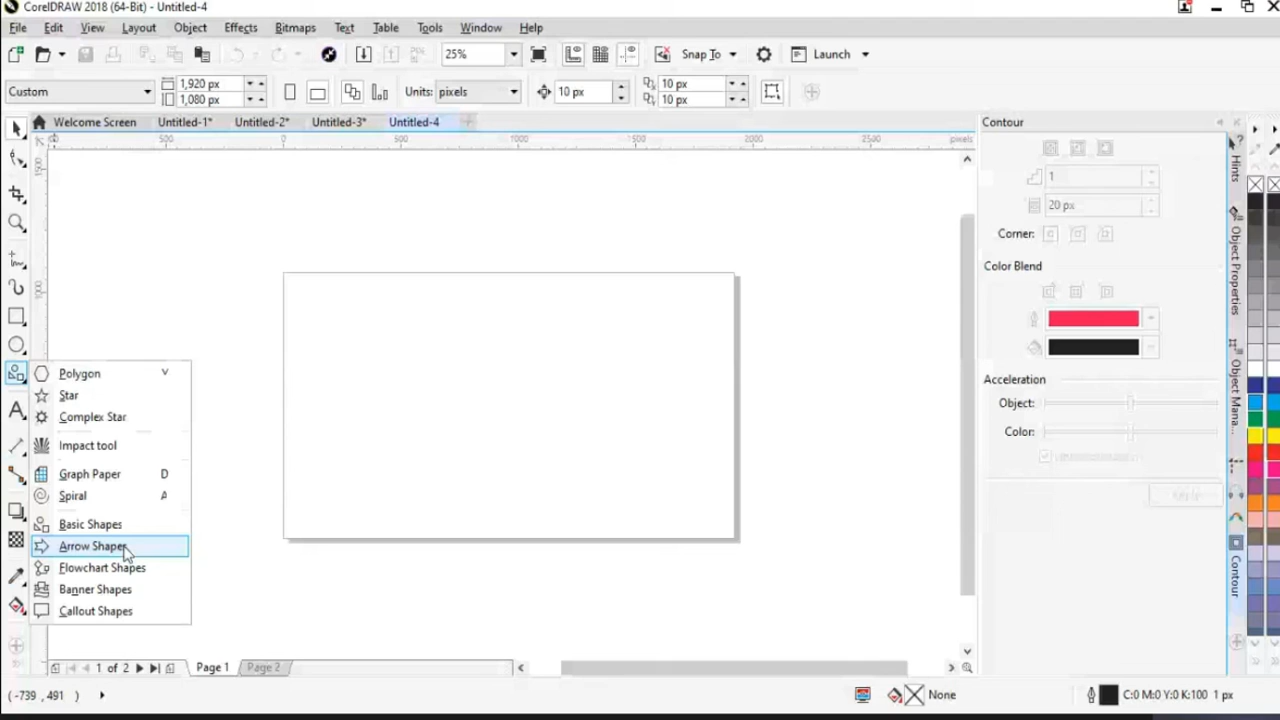 CorelDRAW 2018 (64-Bit) - Untitled-4
File Edit View Layout Object Effects Bitmaps Text Table Tools Window Help
25% Snap To Launch
Custom 1,920 px 1,080 px Units: pixels 10 px 10 px 10 px
Welcome Screen Untitled-1* Untitled-2* Untitled-3* Untitled-4
500 0 500 1000 1500 2000 2500 pixels
1500
1000
Contour
1
20 px
Corner:
Color Blend
Acceleration
Object:
Color:
Hints
Object Properties
Object Mana...
Contour
Polygon Y
Star
Complex Star
Impact tool
Graph Paper D
Spiral A
Basic Shapes
Arrow Shapes
Flowchart Shapes
Banner Shapes
Callout Shapes
1 of 2 Page 1 Page 2
(-739 , 491 ) None C:0 M:0 Y:0 K:100 1 px